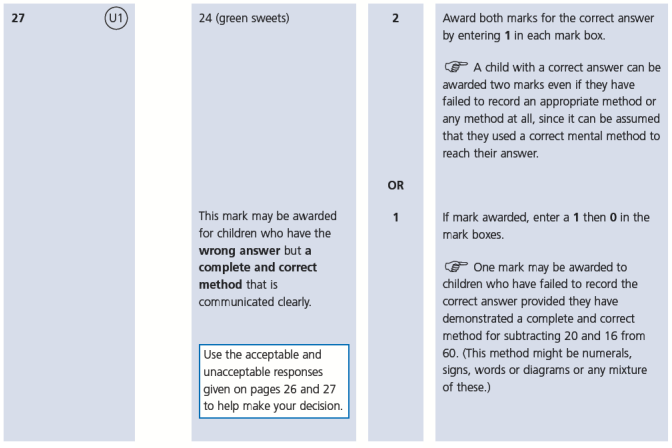 27
U1
24 (green sweets)
2
Award both marks for the correct answer
by entering 1 in each mark box.
A child with a correct answer can be
awarded two marks even if they have
failed to record an appropriate method or
any method at all, since it can be assumed
that they used a correct mental method to
reach their answer.
OR
This mark may be awarded
for children who have the
wrong answer but a
complete and correct
method that is
communicated clearly.
Use the acceptable and
unacceptable responses
given on pages 26 and 27
to help make your decision.
1
If mark awarded, enter a 1 then 0 in the
mark boxes.
One mark may be awarded to
children who have failed to record the
correct answer provided they have
demonstrated a complete and correct
method for subtracting 20 and 16 from
60. (This method might be numerals,
signs, words or diagrams or any mixture
of these.)